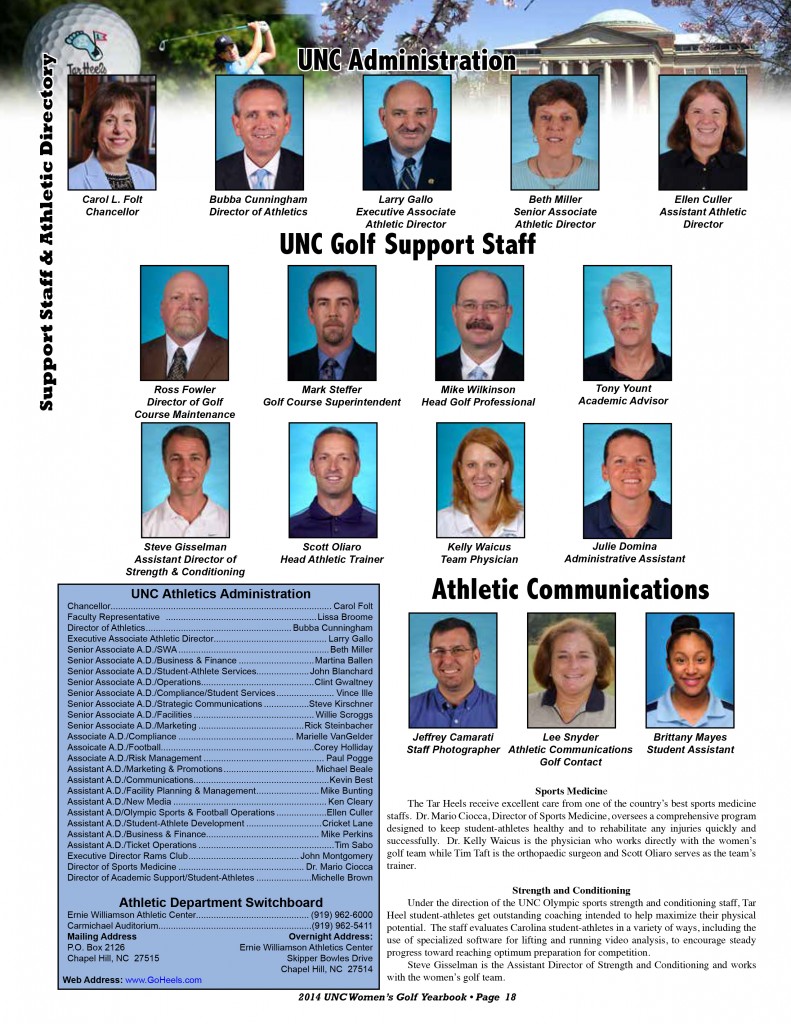 Tar Heels
UNC Administration
Support Staff & Athletic Directory
Carol L. Folt
Chancellor
Bubba Cunningham
Director of Athletics
Larry Gallo
Executive Associate
Athletic Director
Beth Miller
Senior Associate
Athletic Director
Ellen Culler
Assistant Athletic
Director
UNC Golf Support Staff
Ross Fowler
Director of Golf
Course Maintenance
Mark Steffer
Golf Course Superintendent
Mike Wilkinson
Head Golf Professional
Tony Yount
Academic Advisor
Steve Gisselman
Assistant Director of
Strength & Conditioning
Scott Oliaro
Head Athletic Trainer
Kelly Waicus
Team Physician
Julie Domina
Administrative Assistant
UNC Athletics Administration
Chancellor.......... Carol Folt
Faculty Representative .......... Lissa Broome
Director of Athletics.......... Bubba Cunningham
Executive Associate Athletic Director.......... Larry Gallo
Senior Associate A.D./SWA .......... Beth Miller
Senior Associate A.D./Business & Finance .......... Martina Ballen
Senior Associate A.D./Student-Athlete Services.......... John Blanchard
Senior Associate A.D./Operations.......... Clint Gwaltney
Senior Associate A.D./Compliance/Student Services .......... Vince Ille
Senior Associate A.D./Strategic Communications .......... Steve Kirschner
Senior Associate A.D./Facilities .......... Willie Scroggs
Senior Associate A.D./Marketing .......... Rick Steinbacher
Associate A.D./Compliance .......... Marielle VanGelder
Assoicate A.D./Football.......... Corey Holliday
Associate A.D./Risk Management .......... Paul Pogge
Assistant A.D./Marketing & Promotions .......... Michael Beale
Assistant A.D./Communications.......... Kevin Best
Assistant A.D./Facility Planning & Management.......... Mike Bunting
Assistant A.D./New Media .......... Ken Cleary
Assistant A.D/Olympic Sports & Football Operations .......... Ellen Culler
Assistant A.D./Student-Athlete Development .......... Cricket Lane
Assistant A.D./Business & Finance.......... Mike Perkins
Assistant A.D./Ticket Operations .......... Tim Sabo
Executive Director Rams Club.......... John Montgomery
Director of Sports Medicine .......... Dr. Mario Ciocca
Director of Academic Support/Student-Athletes .......... Michelle Brown
Athletic Department Switchboard
Ernie Williamson Athletic Center.......... (919) 962-6000
Carmichael Auditorium.......... (919) 962-5411
Mailing Address Overnight Address:
P.O. Box 2126 Ernie Williamson Athletics Center
Chapel Hill, NC 27515 Skipper Bowles Drive
Chapel Hill, NC 27514
Web Address: www.GoHeels.com
Athletic Communications
Jeffrey Camarati
Staff Photographer
Lee Snyder
Athletic Communications
Golf Contact
Brittany Mayes
Student Assistant
Sports Medicine
The Tar Heels receive excellent care from one of the country's best sports medicine
staffs. Dr. Mario Ciocca, Director of Sports Medicine, oversees a comprehensive program
designed to keep student-athletes healthy and to rehabilitate any injuries quickly and
successfully. Dr. Kelly Waicus is the physician who works directly with the women's
golf team while Tim Taft is the orthopaedic surgeon and Scott Oliaro serves as the team's
trainer.
Strength and Conditioning
Under the direction of the UNC Olympic sports strength and conditioning staff, Tar
Heel student-athletes get outstanding coaching intended to help maximize their physical
potential. The staff evaluates Carolina student-athletes in a variety of ways, including the
use of specialized software for lifting and running video analysis, to encourage steady
progress toward reaching optimum preparation for competition.
Steve Gisselman is the Assistant Director of Strength and Conditioning and works
with the women's golf team.
2014 UNC Women's Golf Yearbook • Page 18